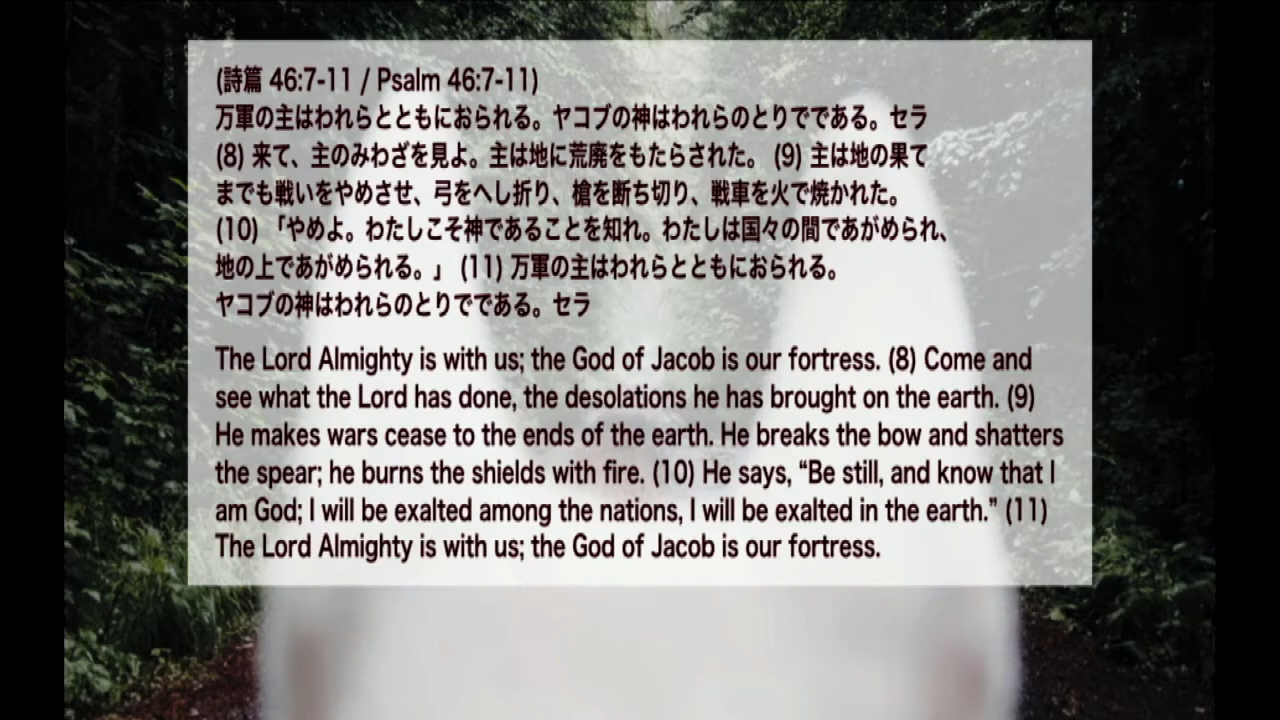 (詩篇 46:7-11 / Psalm 46:7-11)
万軍の主はわれらとともにおられる。ヤコブの神はわれらのとりでである。セラ
(8) 来て、主のみわざを見よ。主は地に荒廃をもたらされた。 (9) 主は地の果て
までも戦いをやめさせ、弓をへし折り、槍を断ち切り、戦車を火で焼かれた。
(10) 「やめよ。わたしこそ神であることを知れ。わたしは国々の間であがめられ、
地の上であがめられる。」 (11) 万軍の主はわれらとともにおられる。
ヤコブの神はわれらのとりでである。セラ
The Lord Almighty is with us; the God of Jacob is our fortress. (8) Come and
see what the Lord has done, the desolations he has brought on the earth. (9)
He makes wars cease to the ends of the earth. He breaks the bow and shatters
the spear; he burns the shields with fire. (10) He says, “Be still, and know that I
am God; I will be exalted among the nations, I will be exalted in the earth.” (11)
The Lord Almighty is with us; the God of Jacob is our fortress.